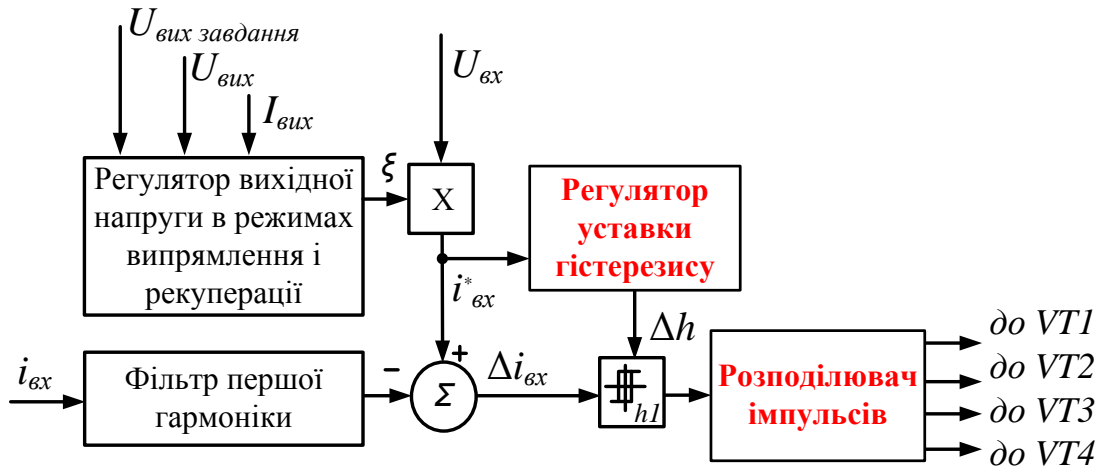 U вих завдання
U вих
I вих
U вх
Регулятор вихідної
напруги в режимах
випрямлення і
рекуперації
ξ
X
Регулятор
уставки
гістерезису
i* вх
Δh
i вх
Фільтр першої
гармоніки
-
+
Σ
Δi вх
h1
Розподілювач
імпульсів
до VT1
до VT2
до VT3
до VT4